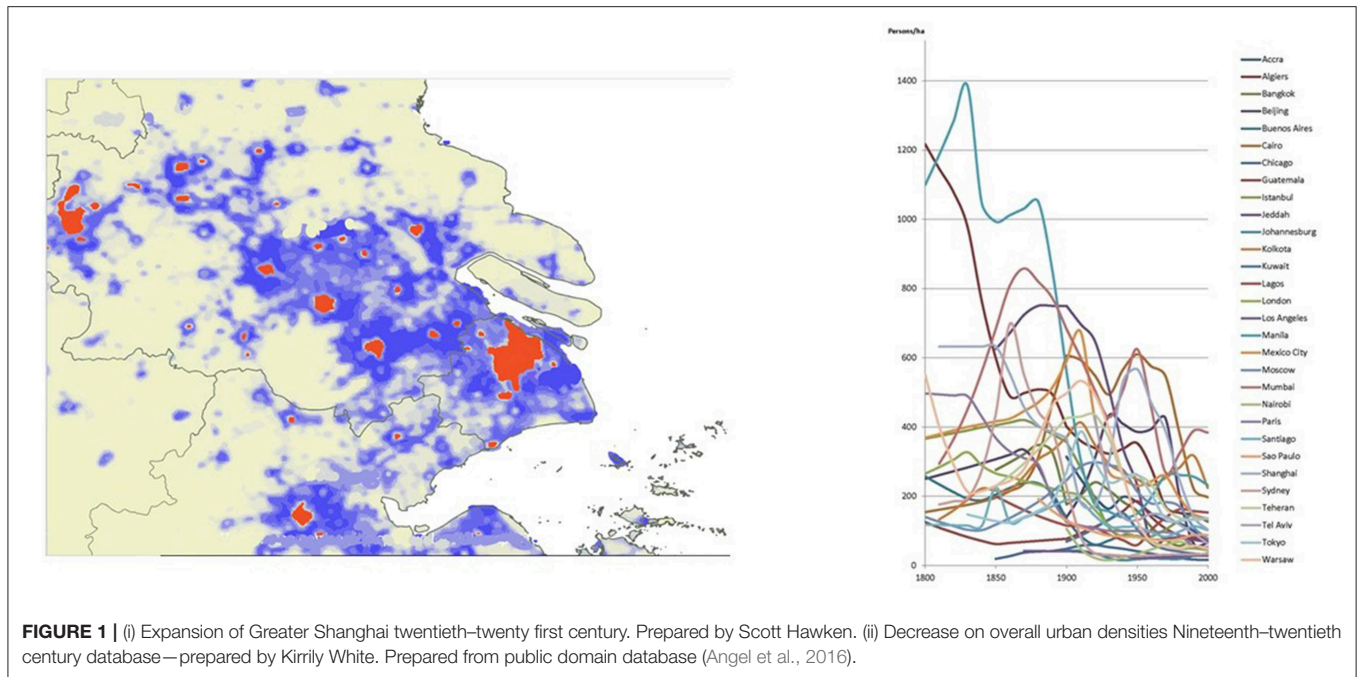 Persons/ha
1400
1200
1000
800
600
400
200
0
1800
1850
1900
1950
2000
Accra
Algiers
Bangkok
Beijing
Buenos Aires
Cairo
Chicago
Guatemala
Istanbul
Jeddah
Johannesburg
Kolkota
Kuwait
Lagos
London
Los Angeles
Manila
Mexico City
Moscow
Mumbai
Nairobi
Paris
Santiago
Sao Paulo
Shanghai
Sydney
Teheran
Tel Aviv
Tokyo
Warsaw
FIGURE 1 | (i) Expansion of Greater Shanghai twentieth–twenty first century. Prepared by Scott Hawken. (ii) Decrease on overall urban densities Nineteenth–twentieth
century database—prepared by Kirrily White. Prepared from public domain database (Angel et al., 2016).